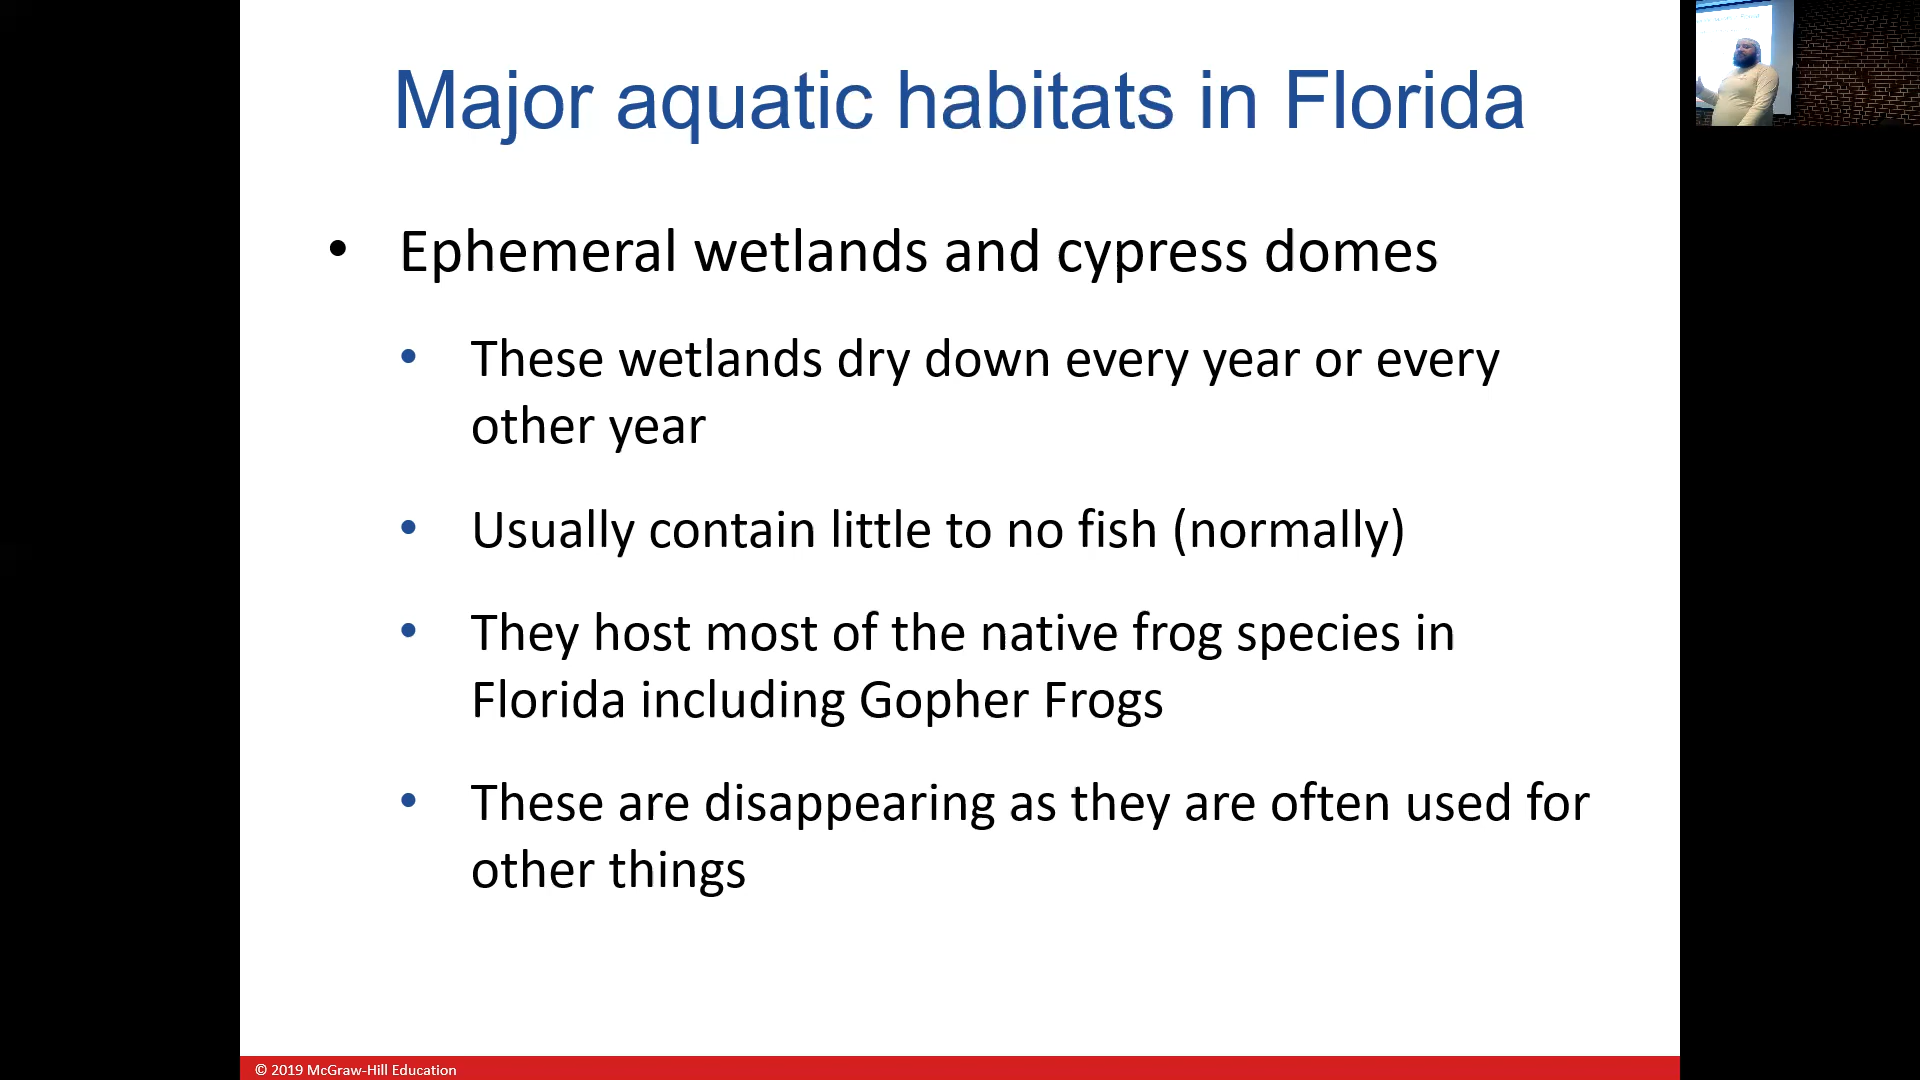 Major aquatic habitats in Florida
• Ephemeral wetlands and cypress domes
• These wetlands dry down every year or every
other year
• Usually contain little to no fish (normally)
• They host most of the native frog species in
Florida including Gopher Frogs
• These are disappearing as they are often used for
other things
© 2019 McGraw-Hill Education